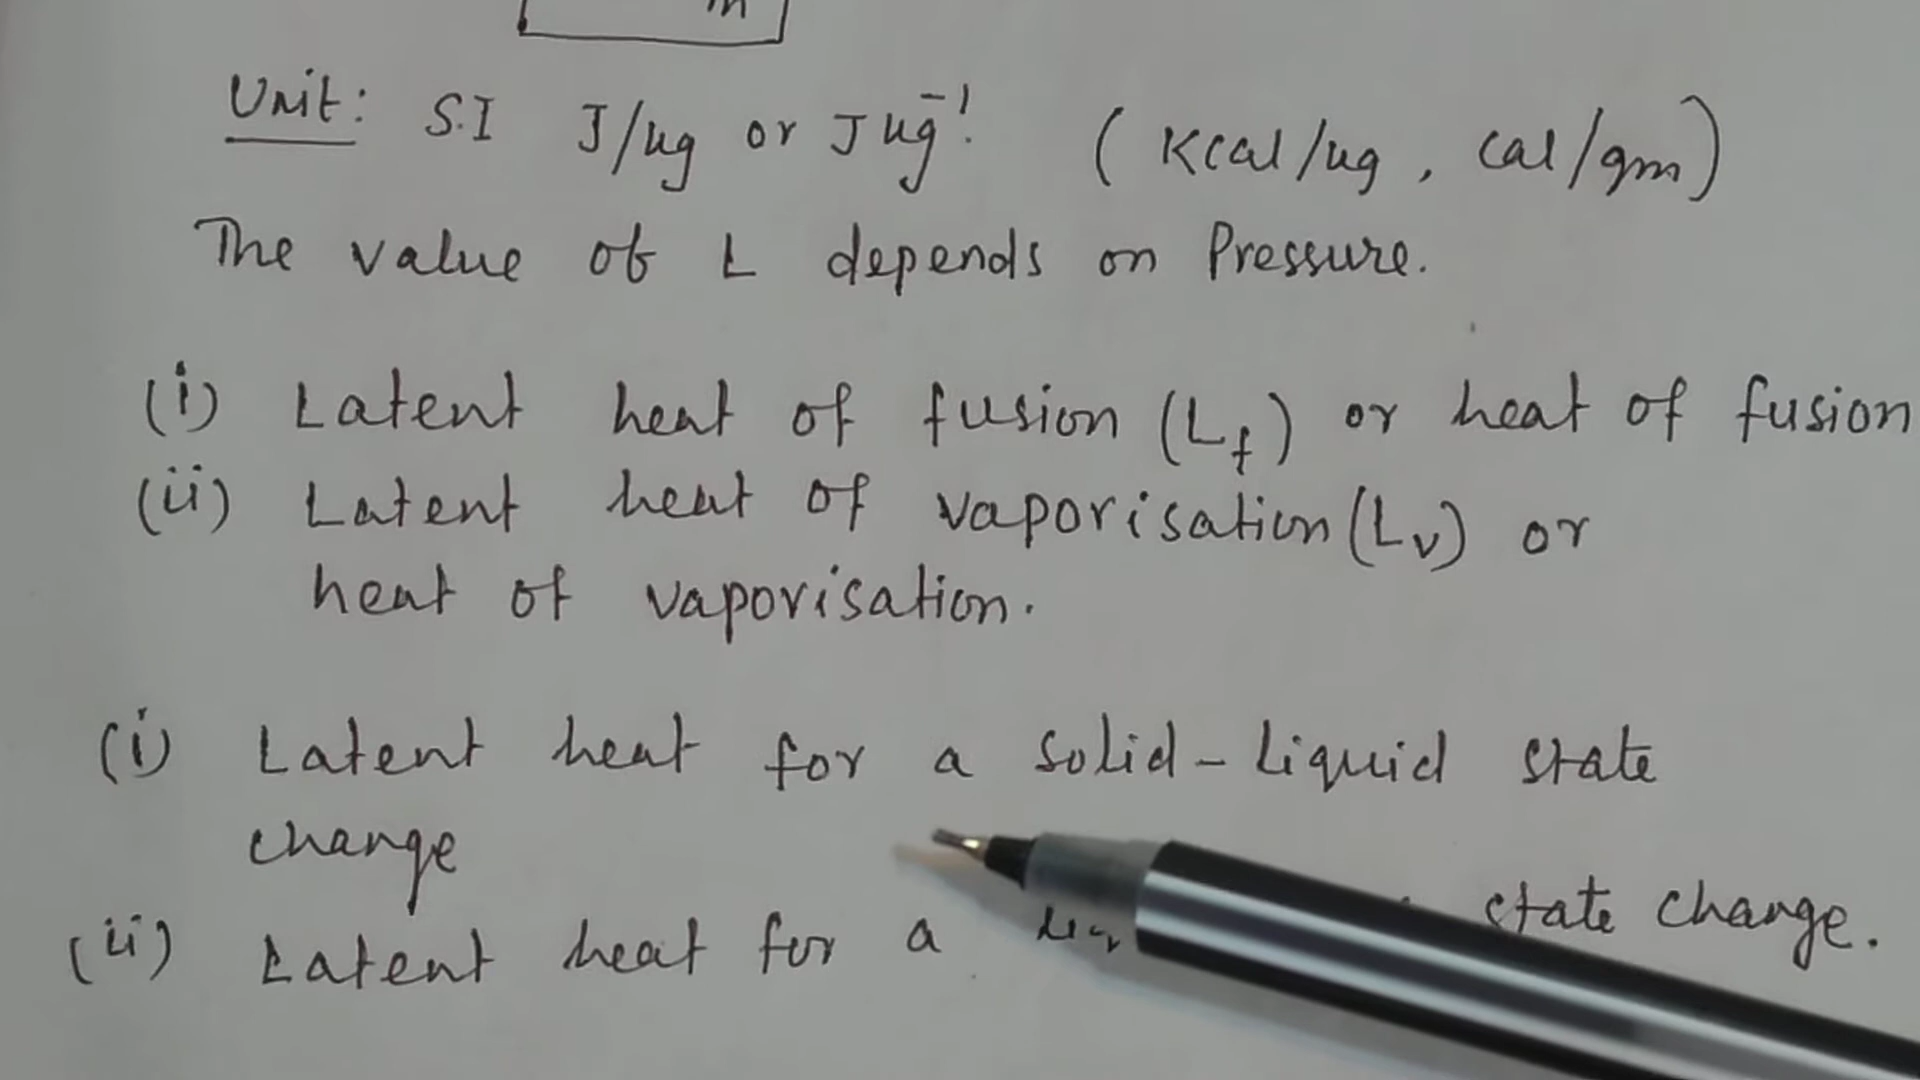 m
Unit: S.I J/kg or J kg⁻¹. (Kcal/kg, cal/gm)
The value of L depends on Pressure.
(i) Latent heat of fusion (Lf) or heat of fusion
(ii) Latent heat of vaporisation (Lv) or
heat of vaporisation.
(i) Latent heat for a solid-liquid state
change
(ii) Latent heat for a state change.